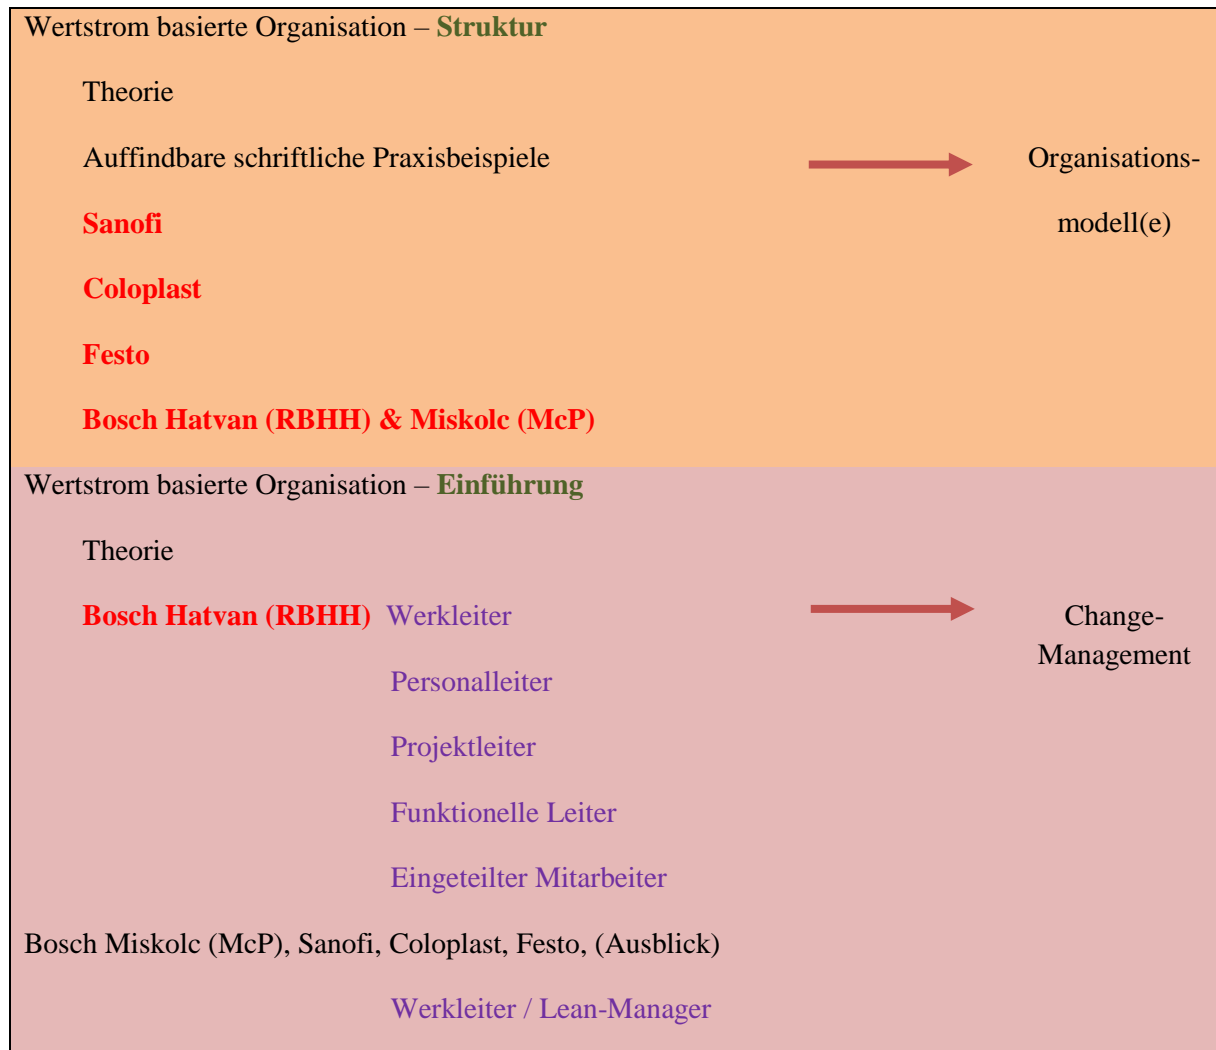 Wertstrom basierte Organisation – Struktur
Theorie
Auffindbare schriftliche Praxisbeispiele
Organisations-
modell(e)
Sanofi
Coloplast
Festo
Bosch Hatvan (RBHH) & Miskolc (McP)
Wertstrom basierte Organisation – Einführung
Theorie
Bosch Hatvan (RBHH) Werkleiter
Change-
Management
Personalleiter
Projektleiter
Funktionelle Leiter
Eingeteilter Mitarbeiter
Bosch Miskolc (McP), Sanofi, Coloplast, Festo, (Ausblick)
Werkleiter / Lean-Manager